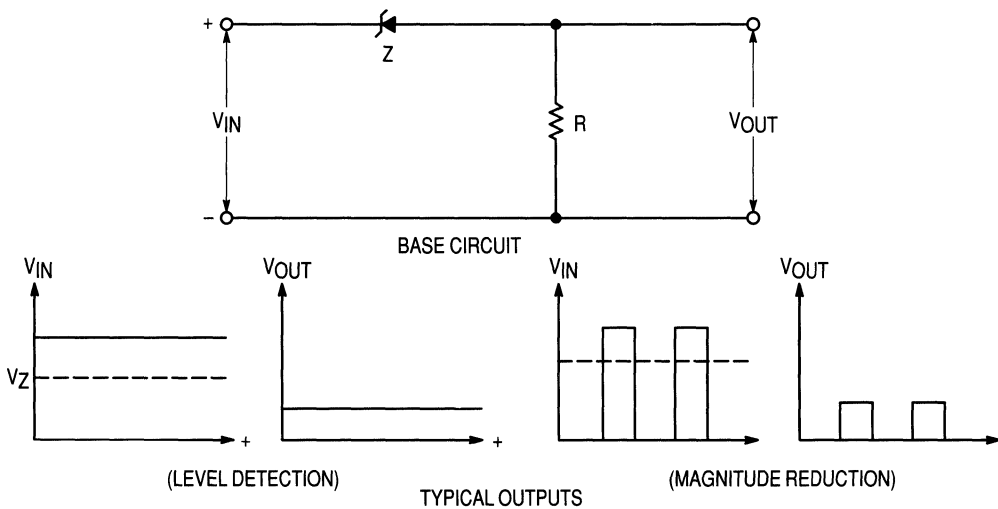 +
Z
VIN
R
VOUT
−
BASE CIRCUIT
VIN
VOUT
VIN
VOUT
VZ
+
+
(LEVEL DETECTION)
(MAGNITUDE REDUCTION)
TYPICAL OUTPUTS